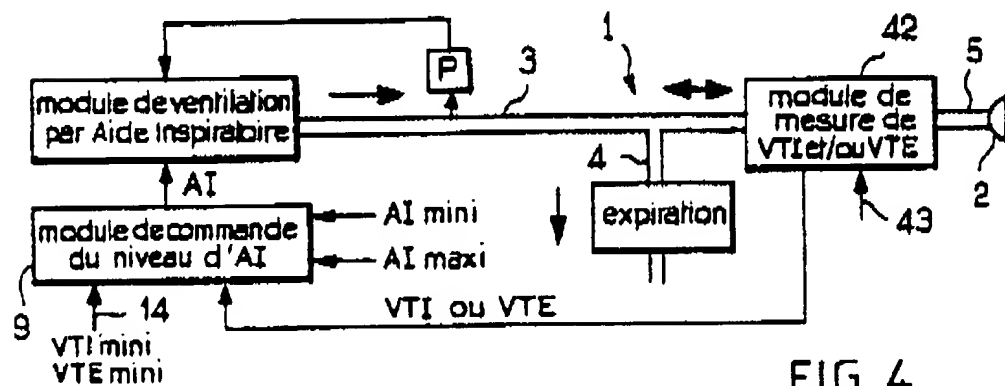 1
3
42
5
P
module de ventilation
par Aide Inspiratoire
module de
mesure de
VTI et/ou VTE
2
4
AI
expiration
43
module de commande
du niveau d'AI
AI mini
AI maxi
9
14
VTI ou VTE
VTI mini
VTE mini
FIG. 4